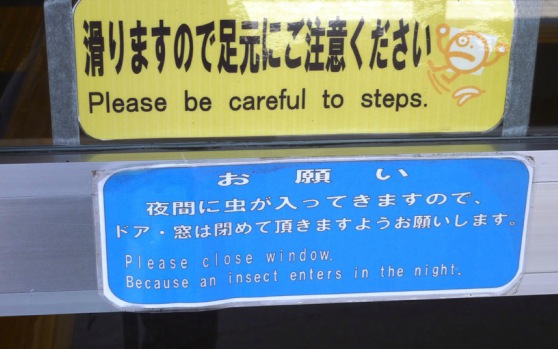 滑りますので足元にご注意ください
Please be careful to steps.
お願い
夜間に虫が入ってきますので、
ドア・窓は閉めて頂きますようお願いします。
Please close window.
Because an insect enters in the night.